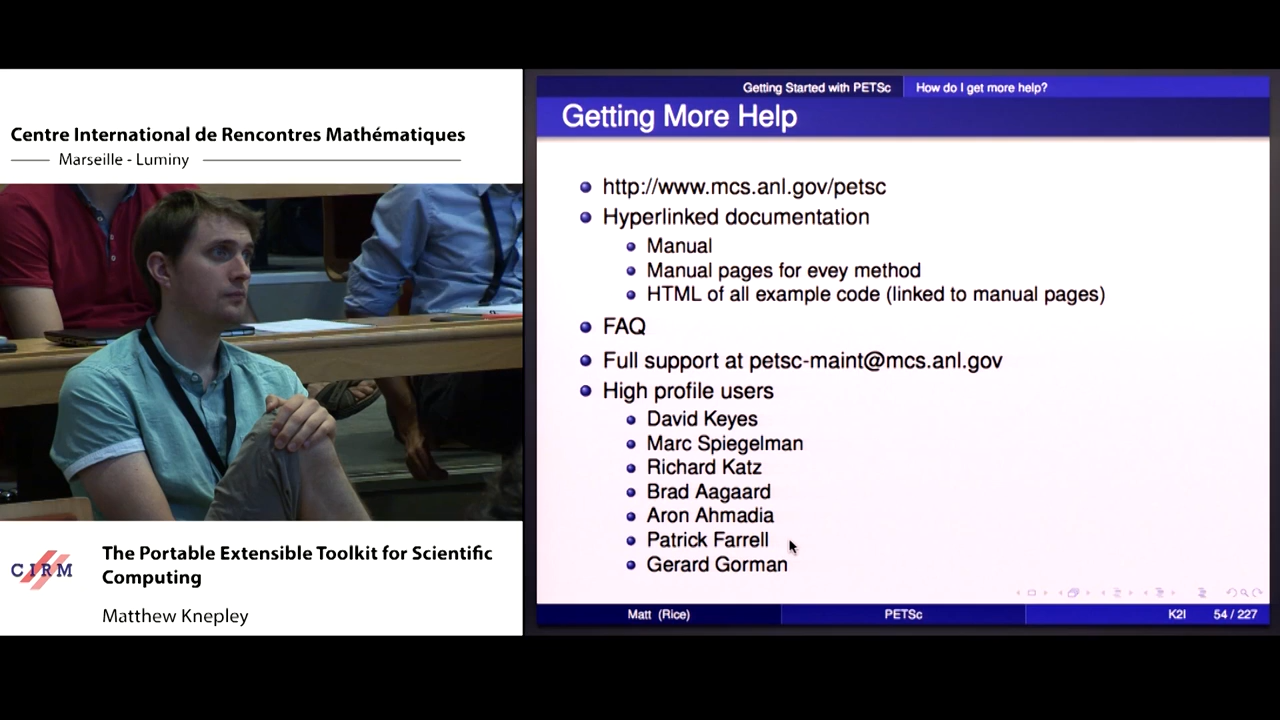 Centre International de Rencontres Mathématiques
Marseille - Luminy
CIRM
The Portable Extensible Toolkit for Scientific
Computing
Matthew Knepley
Getting Started with PETSc
How do I get more help?
Getting More Help
http://www.mcs.anl.gov/petsc
Hyperlinked documentation
Manual
Manual pages for evey method
HTML of all example code (linked to manual pages)
FAQ
Full support at petsc-maint@mcs.anl.gov
High profile users
David Keyes
Marc Spiegelman
Richard Katz
Brad Aagaard
Aron Ahmadia
Patrick Farrell
Gerard Gorman
Matt (Rice)
PETSc
K2I
54 / 227